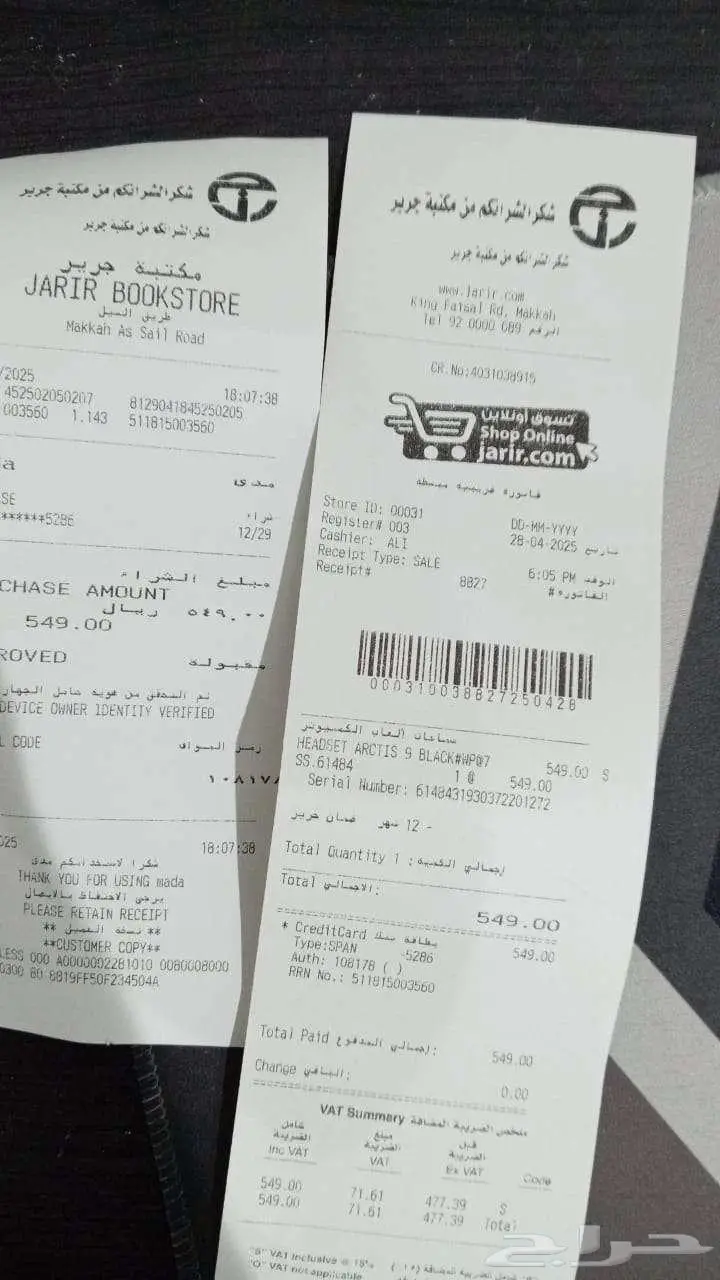 شكرا لشرائكم من مكتبة جرير
شكرا لشرائكم من مكتبة جرير
مكتبة جرير
JARIR BOOKSTORE
طريق السيل
Makkah As Sail Road
/2025 18:07:38
452502050207 8129041845250205
003560 1.143 511815003560
مدى
SE شراء
******5286 12/29
مبلغ الشراء
CHASE AMOUNT
٥٤٩.٠٠ ريال
549.00
ROVED مقبولة
تم التحقق من هوية حامل الجهاز
DEVICE OWNER IDENTITY VERIFIED
L CODE رمز الموافقة
١٠٨١٧٨
025 18:07:38
شكرا لاستخدامكم مدى
THANK YOU FOR USING mada
يرجى الاحتفاظ بالايصال
PLEASE RETAIN RECEIPT
** نسخة العميل **
**CUSTOMER COPY**
LESS 000 A0000002281010 0080008000
0300 80 8819FF50F234504A
شكرا لشرائكم من مكتبة جرير
شكرا لشرائكم من مكتبة جرير
www.jarir.com
King Faisal Rd, Makkah
Tel 92 0000 089 الرقم
CR.No:4031038915
تسوق أونلاين
Shop Online
jarir.com
فاتورة ضريبية مبسطة
Store ID: 00031
Register# 003 DD-MM-YYYY
Cashier: ALI 28-04-2025 تاريخ
Receipt Type: SALE 6:05 PM الوقت
Receipt# 8827 الفاتورة#
000310038827250428
سماعات العاب الكمبيوتر
HEADSET ARCTIS 9 BLACK#WP@7 549.00 S
SS.61484 1 @ 549.00
Serial Number: 6148431930372201272
- 12 شهر ضمان جرير
Total Quantity 1 : إجمالي الكمية
Total الاجمالي:
549.00
* CreditCard بطاقة بنك 549.00
Type:SPAN -5286
Auth: 108178 ( )
RRN No.: 511815003560
Total Paid إجمالي المدفوع: 549.00
Change الباقي: 0.00
VAT Summary ملخص الضريبة المضافة
شامل الضريبة مبلغ الضريبة قبل الضريبة
Inc VAT VAT Ex VAT Code
549.00 71.61 477.39 S
549.00 71.61 477.39 Total
"S" VAT inclusive @ 15%
"O" VAT not applicable
حراج